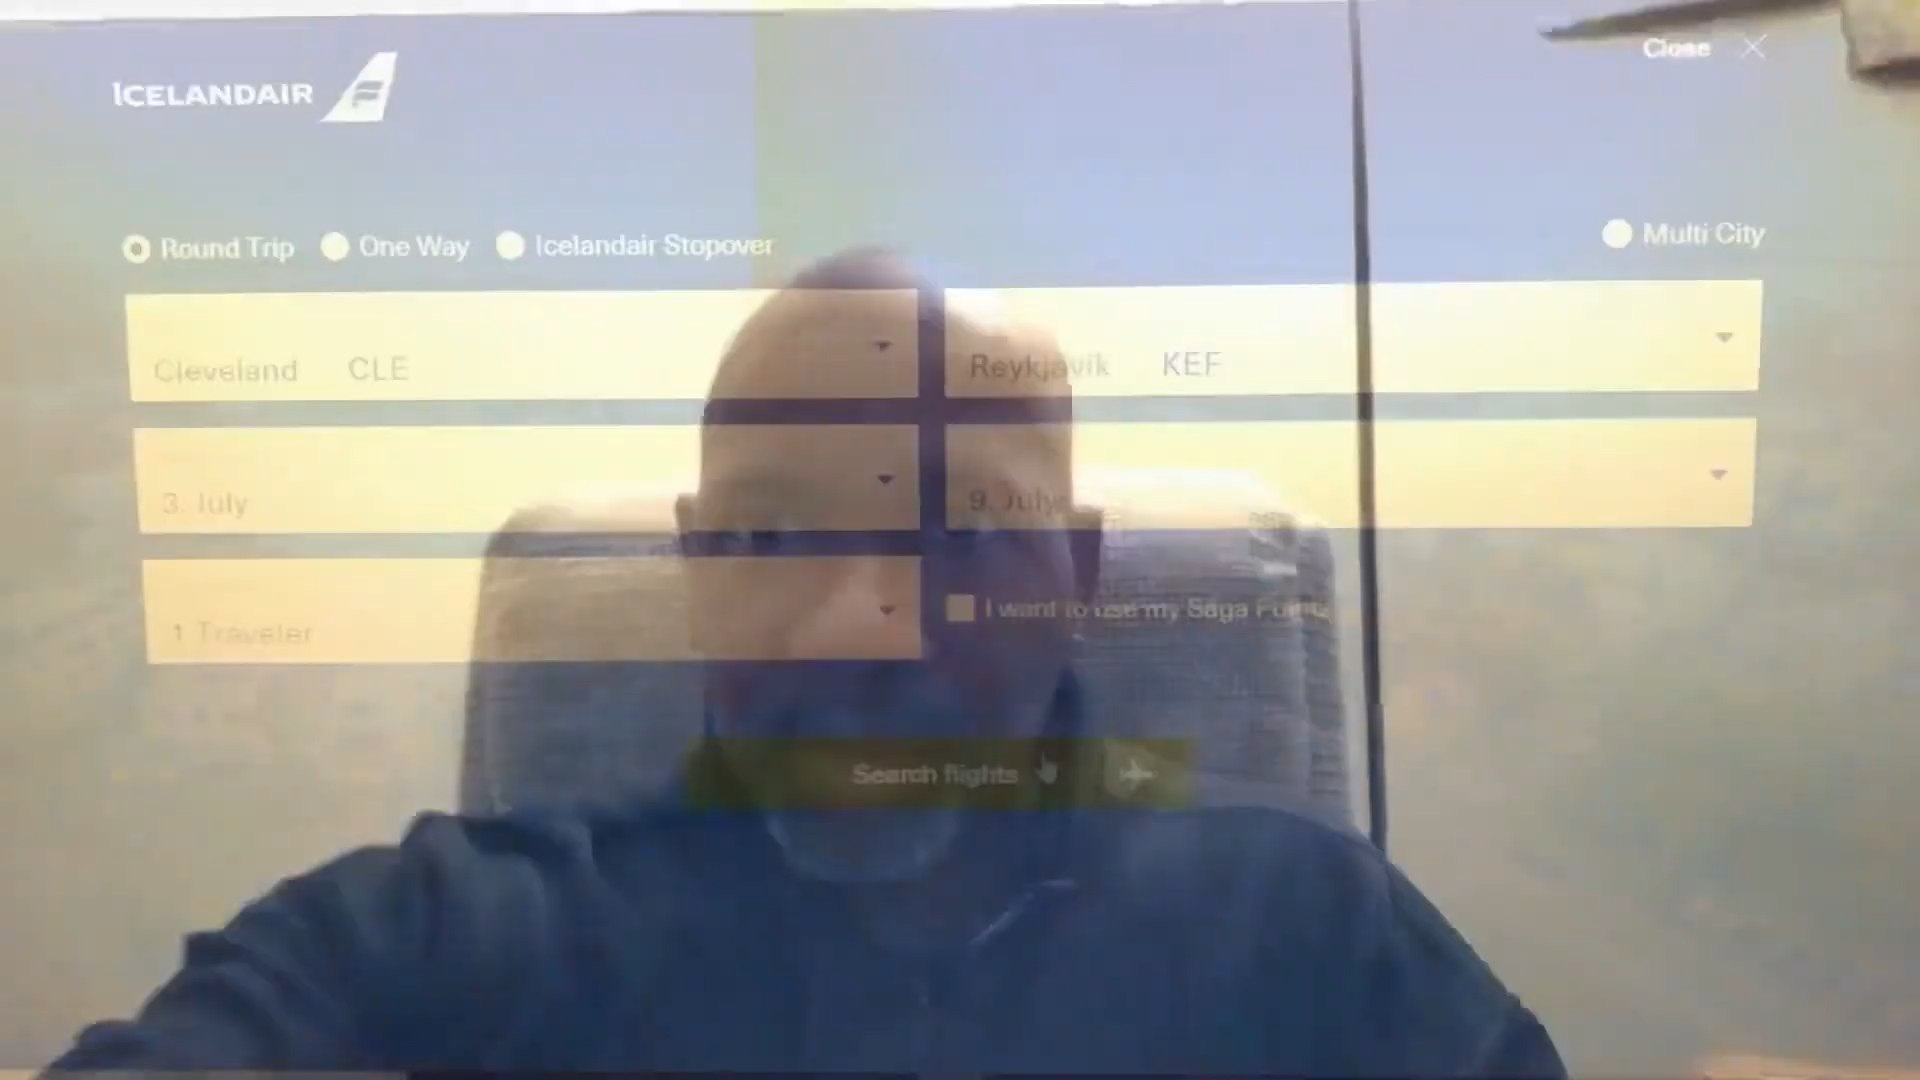 ICELANDAIR
Close
Round Trip One Way Icelandair Stopover Multi City
Cleveland CLE Reykjavik KEF
3. July 9. July
1 Traveler I want to use my Saga Points
Search flights